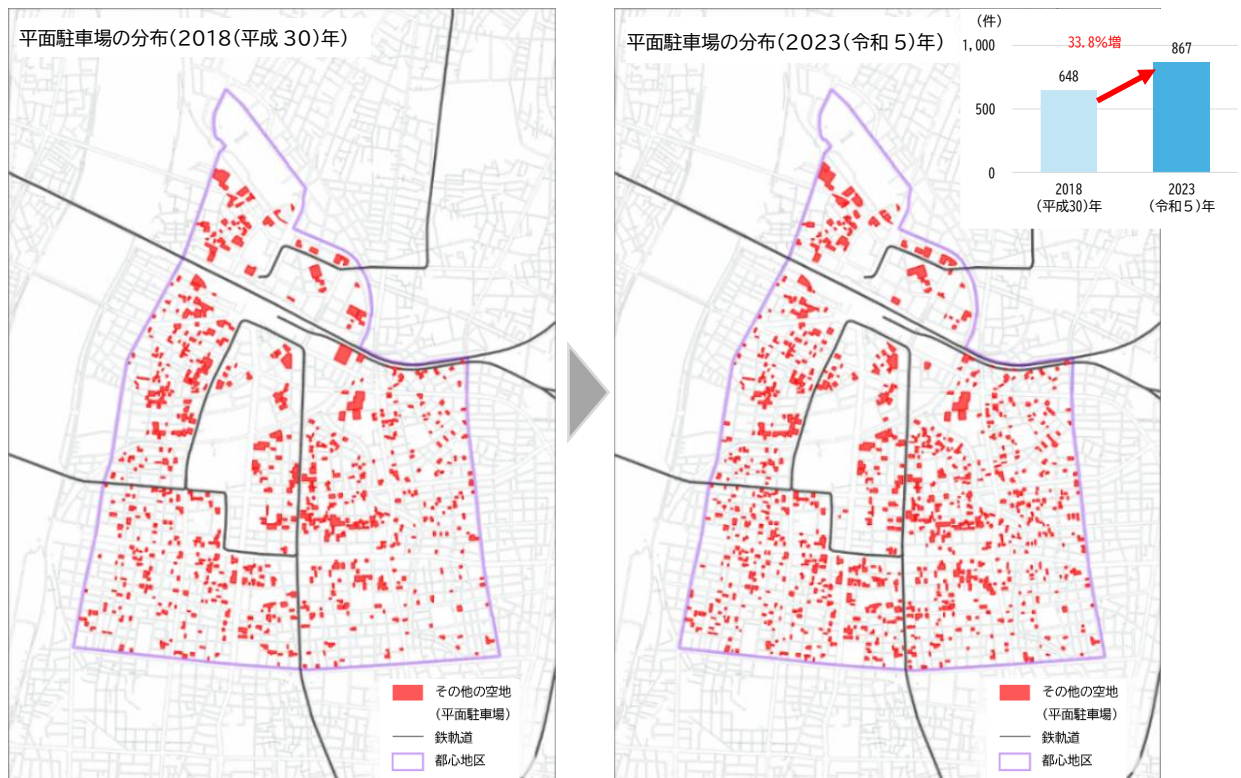 平面駐車場の分布(2018(平成 30)年)
その他の空地
(平面駐車場)
鉄軌道
都心地区
平面駐車場の分布(2023(令和 5)年)
(件)
1,000
500
0
33.8%増
648
867
2018
(平成30)年
2023
(令和5)年
その他の空地
(平面駐車場)
鉄軌道
都心地区